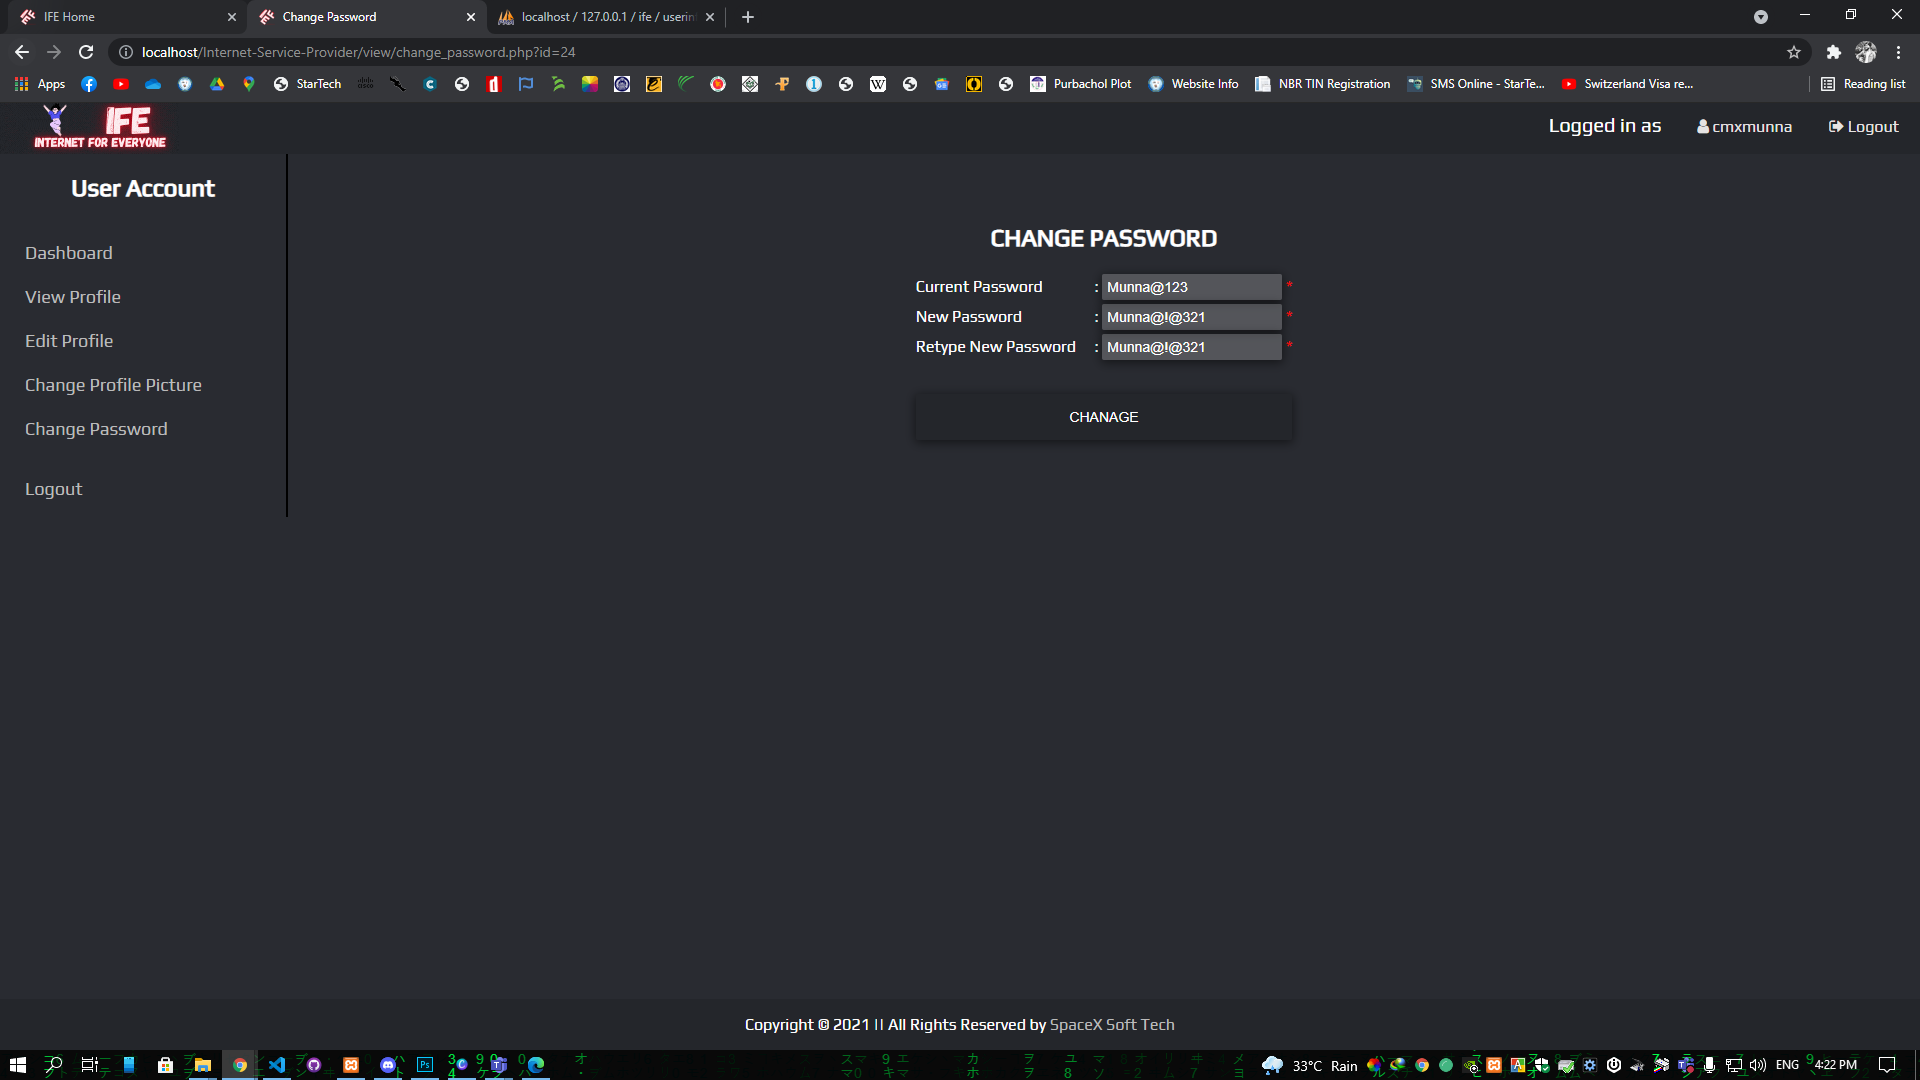 IFE Home
Change Password
localhost / 127.0.0.1 / ife / userin
localhost/Internet-Service-Provider/view/change_password.php?id=24
Apps
StarTech
Purbachol Plot
Website Info
NBR TIN Registration
SMS Online - StarTe...
Switzerland Visa re...
Reading list
IFE
INTERNET FOR EVERYONE
Logged in as
cmxmunna
Logout
User Account
Dashboard
View Profile
Edit Profile
Change Profile Picture
Change Password
Logout
CHANGE PASSWORD
Current Password : Munna@123 *
New Password : Munna@!@321 *
Retype New Password : Munna@!@321 *
CHANAGE
Copyright © 2021 || All Rights Reserved by SpaceX Soft Tech
33°C Rain
ENG
4:22 PM